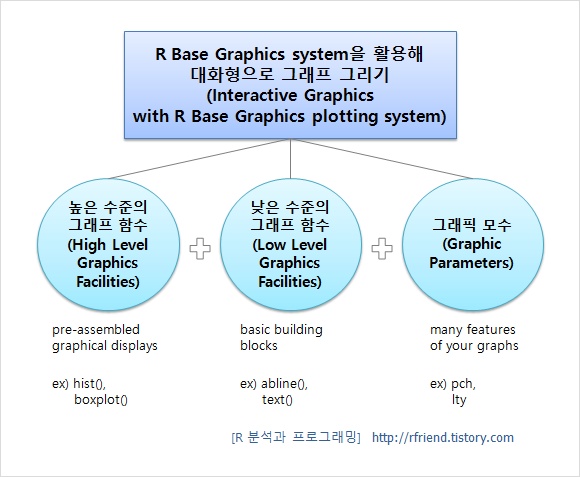 R Base Graphics system을 활용해
대화형으로 그래프 그리기
(Interactive Graphics
with R Base Graphics plotting system)
높은 수준의
그래프 함수
(High Level
Graphics
Facilities)
낮은 수준의
그래프 함수
(Low Level
Graphics
Facilities)
그래픽 모수
(Graphic
Parameters)
pre-assembled
graphical displays
ex) hist(),
boxplot()
basic building
blocks
ex) abline(),
text()
many features
of your graphs
ex) pch,
lty
[R 분석과 프로그래밍] http://rfriend.tistory.com